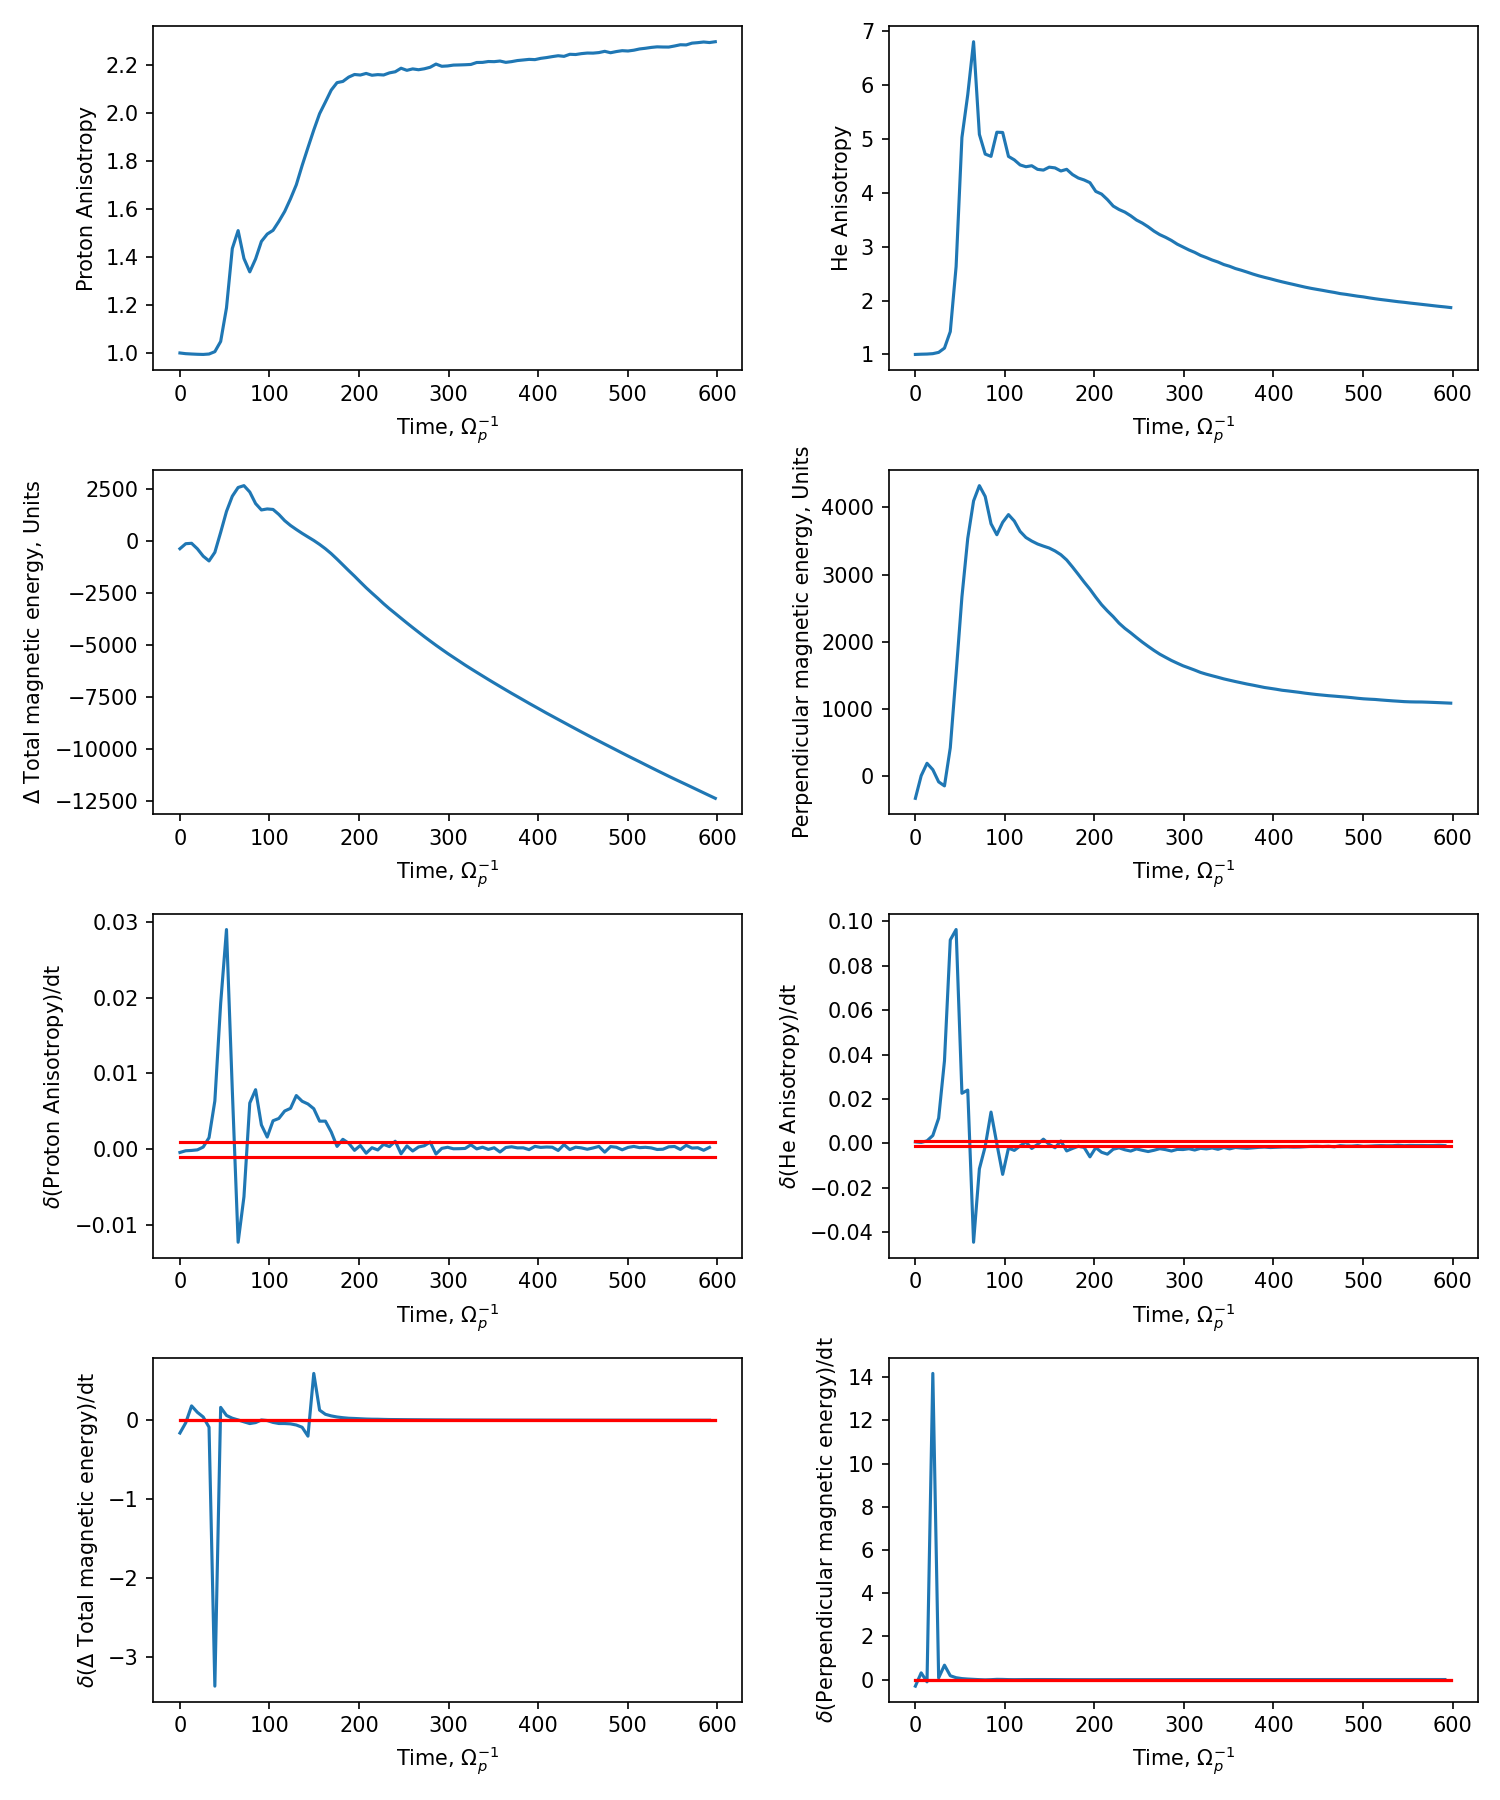 Proton Anisotropy
2.2
2.0
1.8
1.6
1.4
1.2
1.0
0 100 200 300 400 500 600
Time, Ω_p^{-1}
He Anisotropy
7
6
5
4
3
2
1
0 100 200 300 400 500 600
Time, Ω_p^{-1}
Δ Total magnetic energy, Units
2500
0
−2500
−5000
−7500
−10000
−12500
0 100 200 300 400 500 600
Time, Ω_p^{-1}
Perpendicular magnetic energy, Units
4000
3000
2000
1000
0
0 100 200 300 400 500 600
Time, Ω_p^{-1}
δ(Proton Anisotropy)/dt
0.03
0.02
0.01
0.00
−0.01
0 100 200 300 400 500 600
Time, Ω_p^{-1}
δ(He Anisotropy)/dt
0.10
0.08
0.06
0.04
0.02
0.00
−0.02
−0.04
0 100 200 300 400 500 600
Time, Ω_p^{-1}
δ(Δ Total magnetic energy)/dt
0
−1
−2
−3
0 100 200 300 400 500 600
Time, Ω_p^{-1}
δ(Perpendicular magnetic energy)/dt
14
12
10
8
6
4
2
0
0 100 200 300 400 500 600
Time, Ω_p^{-1}